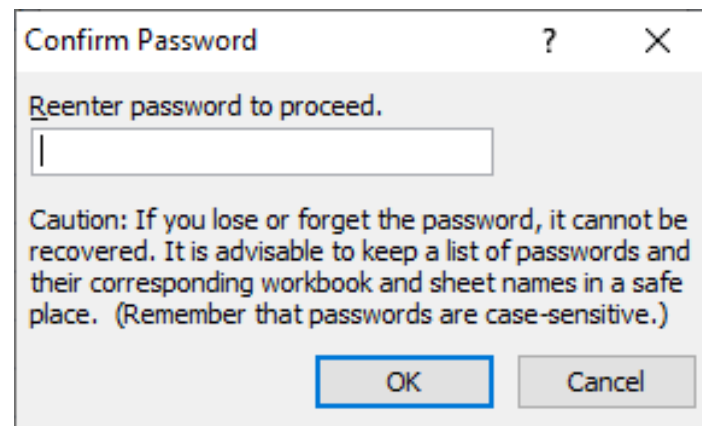 Confirm Password ?
Reenter password to proceed.
Caution: If you lose or forget the password, it cannot be
recovered. It is advisable to keep a list of passwords and
their corresponding workbook and sheet names in a safe
place.  (Remember that passwords are case-sensitive.)
OK Cancel